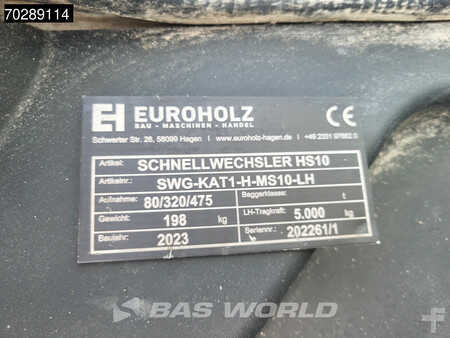 70289114
EH EUROHOLZ CE
BAU - MASCHINEN - HANDEL
Schwerter Str. 26, 58099 Hagen www.euroholz-hagen.de
Artikel: SCHNELLWECHSLER HS10
Artikelnr.: SWG-KAT1-H-MS10-LH
Aufnahme: 80/320/475 Baggerklasse: t
Gewicht: 198 kg LH-Tragkraft: 5.000 kg
Baujahr: 2023 Seriennr.: 202261/1
BAS WORLD